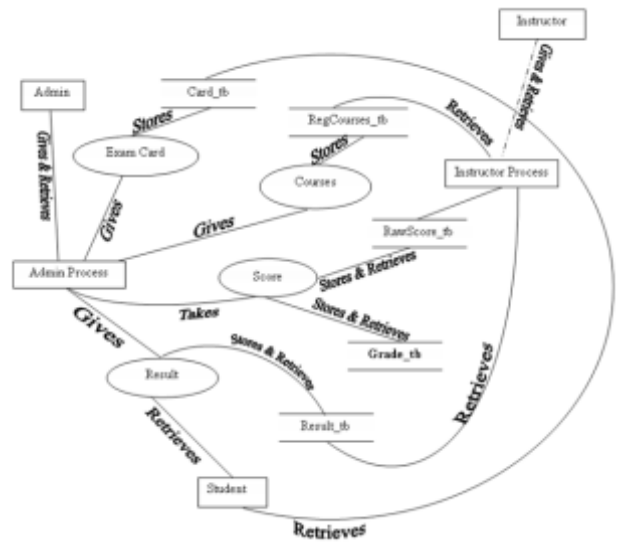 Instructor
Gives & Retrieves
Admin
Card_tb
Stores
Retrieves
RegCourses_tb
Gives & Retrieves
Exam Card
Stores
Instructor Process
Courses
Gives
Gives
RawScore_tb
Admin Process
Score
Stores & Retrieves
Takes
Stores & Retrieves
Gives
Grade_tb
Stores & Retrieves
Result
Retrieves
Retrieves
Result_tb
Student
Retrieves